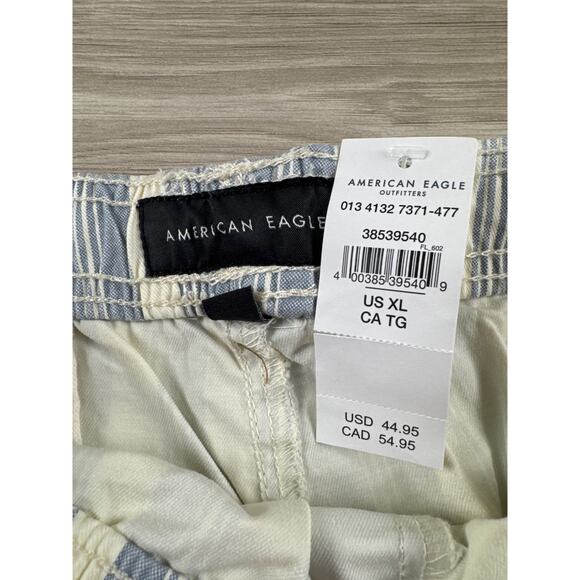 AMERICAN EAGLE
AMERICAN EAGLE
OUTFITTERS
013 4132 7371-477
38539540
FL_602
4 00385 39540 9
US XL
CA TG
USD 44.95
CAD 54.95